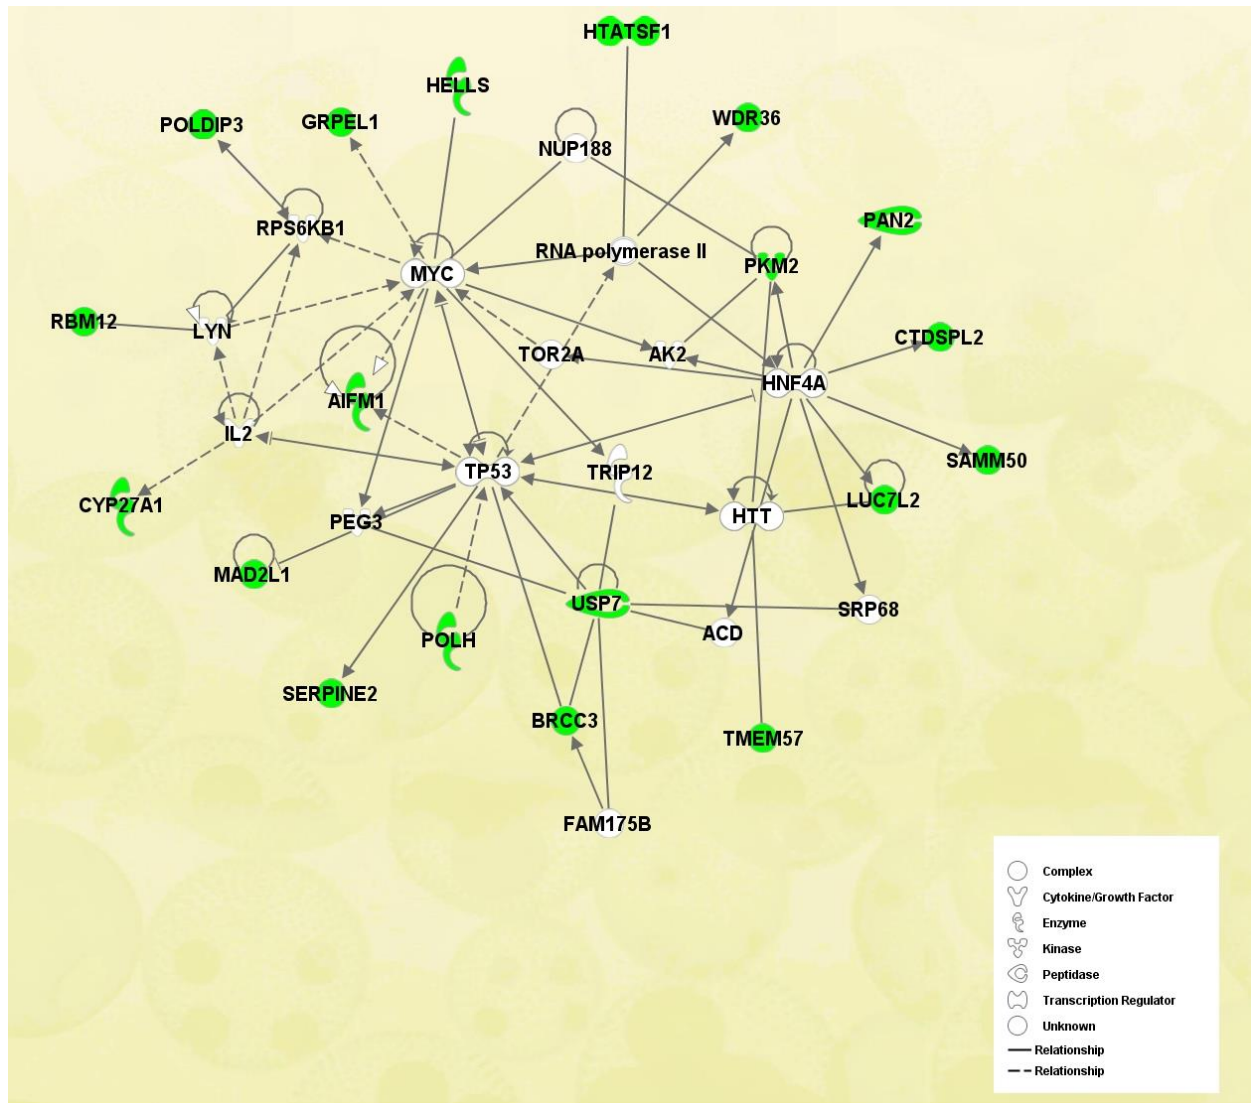 HTATSF1
HELLS
POLDIP3
GRPEL1
WDR36
NUP188
PAN2
RPS6KB1
RNA polymerase II
PKM2
MYC
RBM12
LYN
CTDSPL2
TOR2A
AK2
HNF4A
AIFM1
IL2
SAMM50
TP53
TRIP12
CYP27A1
LUC7L2
PEG3
HTT
MAD2L1
USP7
SRP68
ACD
POLH
SERPINE2
BRCC3
TMEM57
FAM175B
Complex
Cytokine/Growth Factor
Enzyme
Kinase
Peptidase
Transcription Regulator
Unknown
Relationship
Relationship